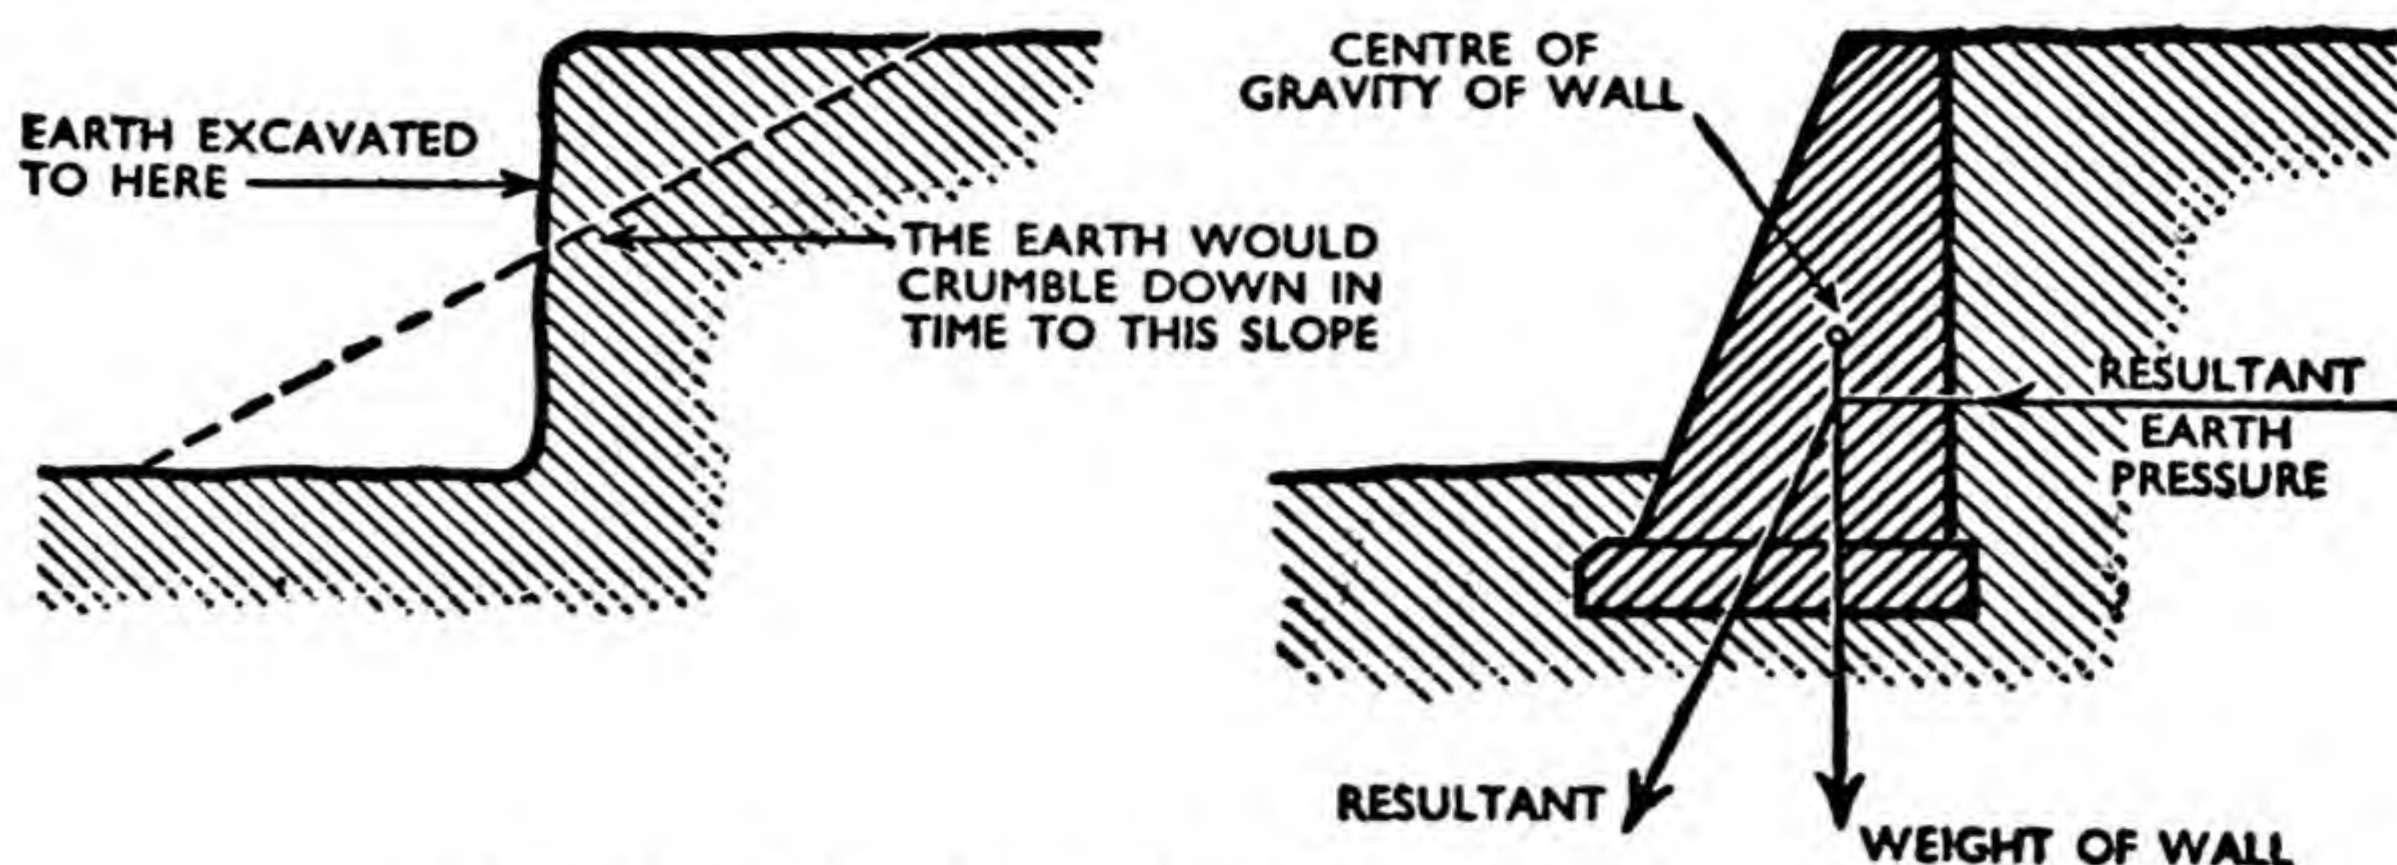 EARTH EXCAVATED
TO HERE
THE EARTH WOULD
CRUMBLE DOWN IN
TIME TO THIS SLOPE
CENTRE OF
GRAVITY OF WALL
RESULTANT
EARTH
PRESSURE
RESULTANT
WEIGHT OF WALL